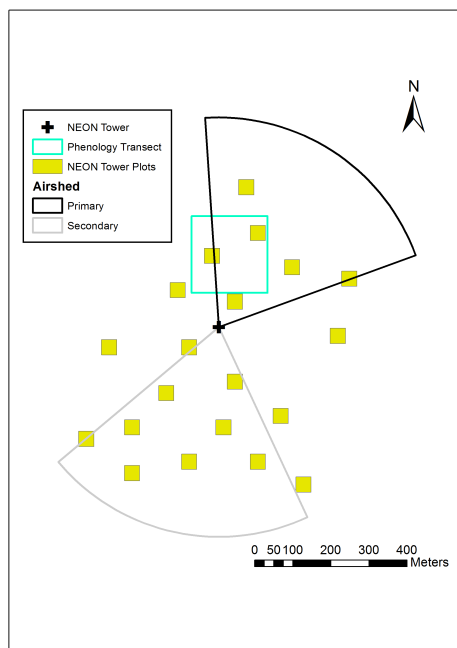 N
NEON Tower
Phenology Transect
NEON Tower Plots
Airshed
Primary
Secondary
0 50 100 200 300 400
Meters